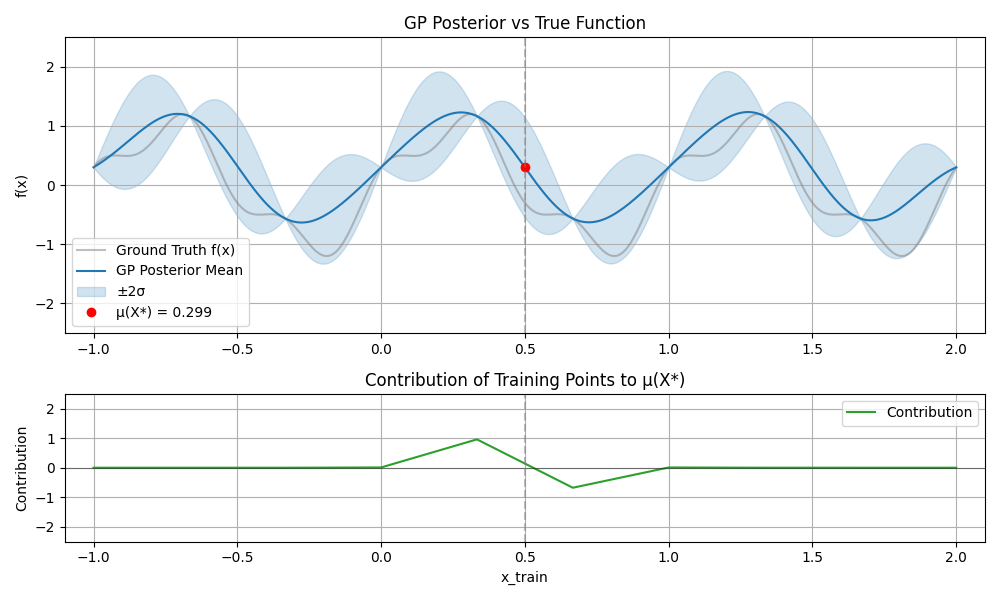 GP Posterior vs True Function
f(x)
2
1
0
−1
−2
Ground Truth f(x)
GP Posterior Mean
±2σ
μ(X*) = 0.299
−1.0 −0.5 0.0 0.5 1.0 1.5 2.0
Contribution of Training Points to μ(X*)
Contribution
2
1
0
−1
−2
Contribution
−1.0 −0.5 0.0 0.5 1.0 1.5 2.0
x_train